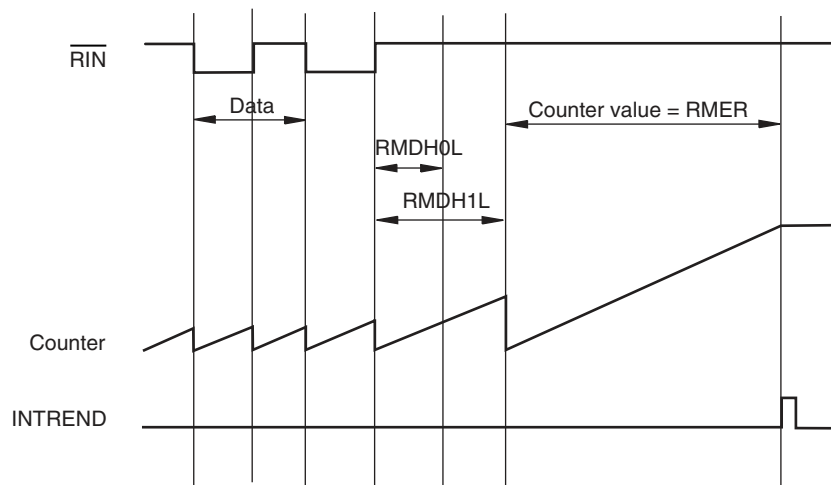 RIN
Data
Counter value = RMER
RMDH0L
RMDH1L
Counter
INTREND